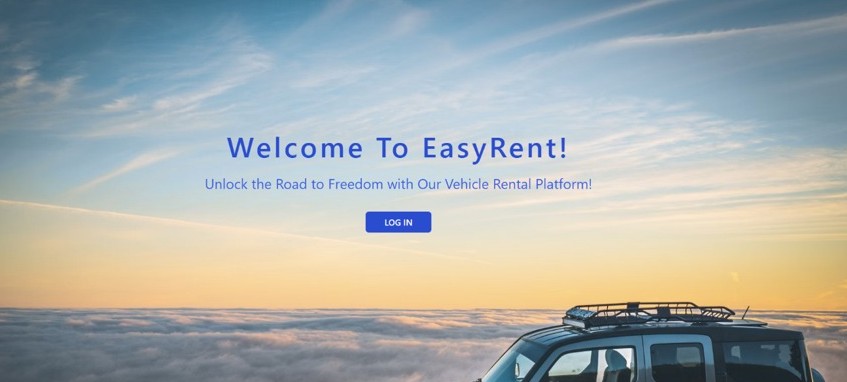 Welcome To EasyRent!
Unlock the Road to Freedom with Our Vehicle Rental Platform!
LOG IN